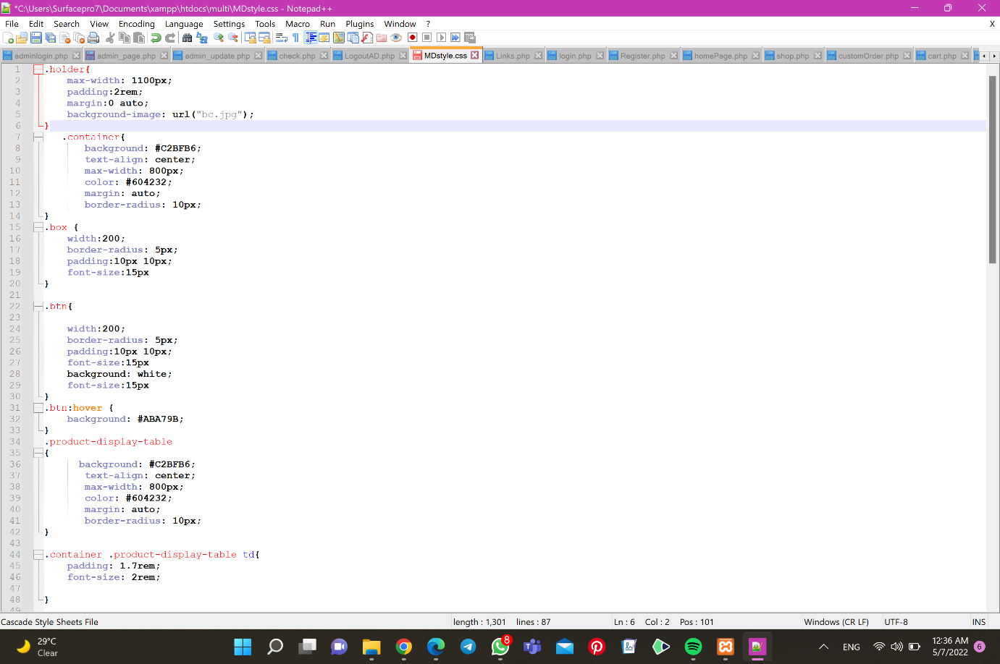 *C:\Users\Surfacepro7\Documents\xampp\htdocs\multi\MDstyle.css - Notepad++
File Edit Search View Encoding Language Settings Tools Macro Run Plugins Window ? X
adminlogin.php admin_page.php admin_update.php check.php LogoutAD.php MDstyle.css Links.php login.php Register.php homePage.php shop.php customOrder.php cart.php
1 .holder{
2 max-width: 1100px;
3 padding:2rem;
4 margin:0 auto;
5 background-image: url("bc.jpg");
6 }
7 .container{
8 background: #C2BFB6;
9 text-align: center;
10 max-width: 800px;
11 color: #604232;
12 margin: auto;
13 border-radius: 10px;
14 }
15 .box {
16 width:200;
17 border-radius: 5px;
18 padding:10px 10px;
19 font-size:15px
20 }
21
22 .btn{
23
24 width:200;
25 border-radius: 5px;
26 padding:10px 10px;
27 font-size:15px
28 background: white;
29 font-size:15px
30 }
31 .btn:hover {
32 background: #ABA79B;
33 }
34 .product-display-table
35 {
36 background: #C2BFB6;
37 text-align: center;
38 max-width: 800px;
39 color: #604232;
40 margin: auto;
41 border-radius: 10px;
42 }
43
44 .container .product-display-table td{
45 padding: 1.7rem;
46 font-size: 2rem;
47
48 }
49
Cascade Style Sheets File length : 1,301 lines : 87 Ln : 6 Col : 2 Pos : 101 Windows (CR LF) UTF-8 INS
29°C
Clear
8
ENG
12:36 AM
5/7/2022
6